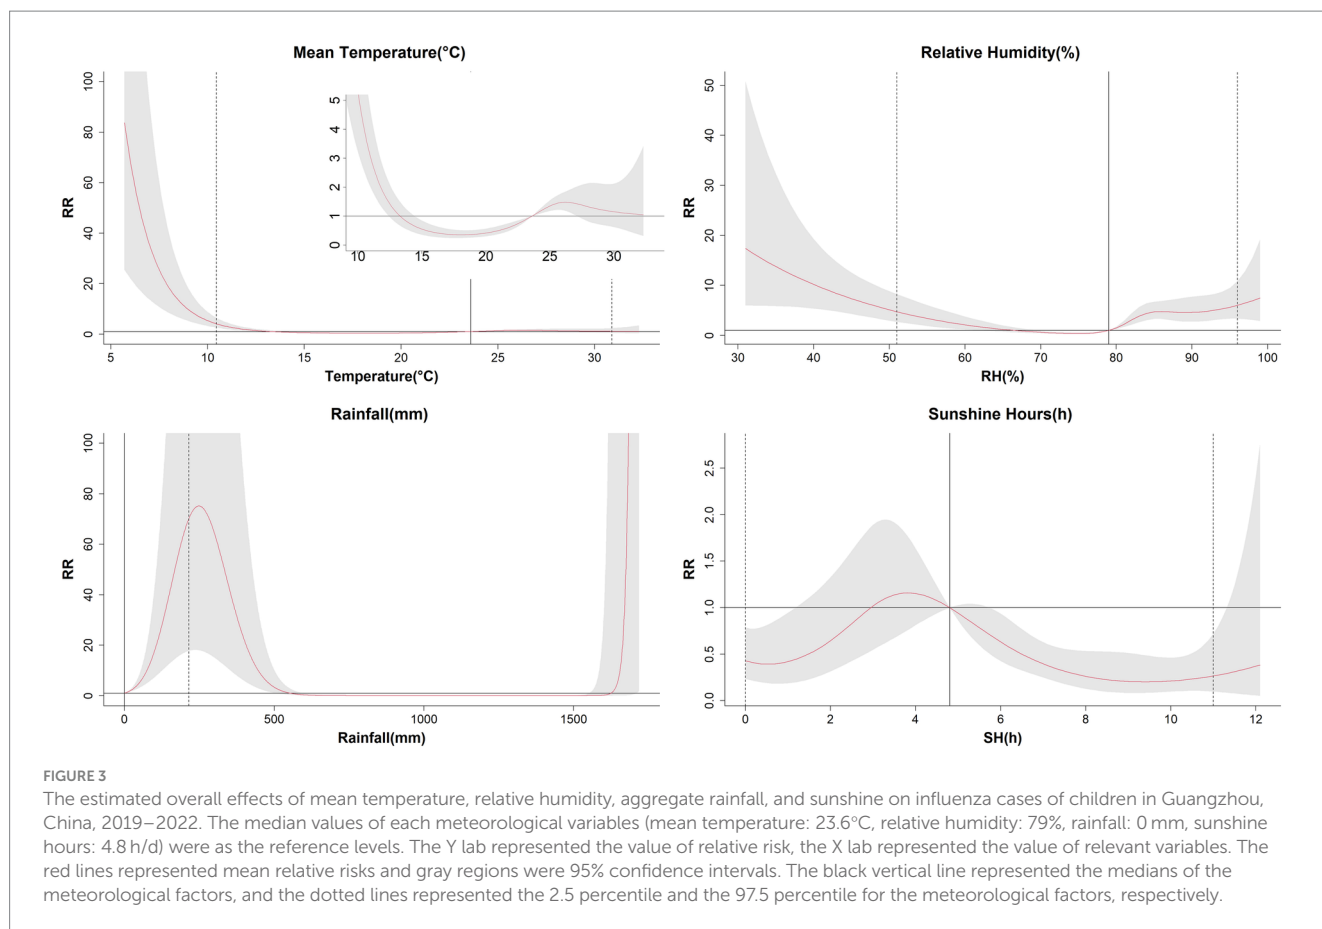 Mean Temperature(°C)
RR
0 20 40 60 80 100
0 1 2 3 4 5
10 15 20 25 30
5 10 15 20 25 30
Temperature(°C)
Relative Humidity(%)
RR
0 10 20 30 40 50
30 40 50 60 70 80 90 100
RH(%)
Rainfall(mm)
RR
0 20 40 60 80 100
0 500 1000 1500
Rainfall(mm)
Sunshine Hours(h)
RR
0.0 0.5 1.0 1.5 2.0 2.5
0 2 4 6 8 10 12
SH(h)
FIGURE 3
The estimated overall effects of mean temperature, relative humidity, aggregate rainfall, and sunshine on influenza cases of children in Guangzhou,
China, 2019–2022. The median values of each meteorological variables (mean temperature: 23.6°C, relative humidity: 79%, rainfall: 0 mm, sunshine
hours: 4.8 h/d) were as the reference levels. The Y lab represented the value of relative risk, the X lab represented the value of relevant variables. The
red lines represented mean relative risks and gray regions were 95% confidence intervals. The black vertical line represented the medians of the
meteorological factors, and the dotted lines represented the 2.5 percentile and the 97.5 percentile for the meteorological factors, respectively.